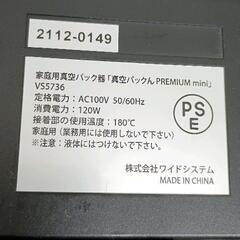 2112-0149
家庭用真空パック器「真空パックん PREMIUM mini」
VS5736
定格電力:AC100V 50/60Hz
消費電力:120W
接着部の使用温度:180℃
家庭用(業務用には使用しないで下さい)
※注意:液体にはつけないで下さい
PS
E
株式会社ワイドシステム
MADE IN CHINA